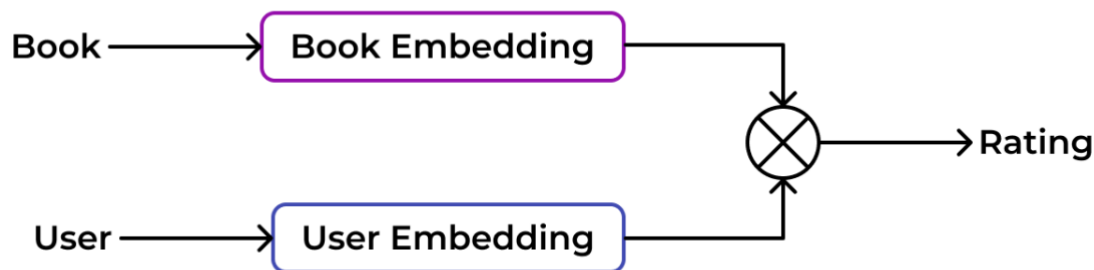 Book
Book Embedding
Rating
User
User Embedding